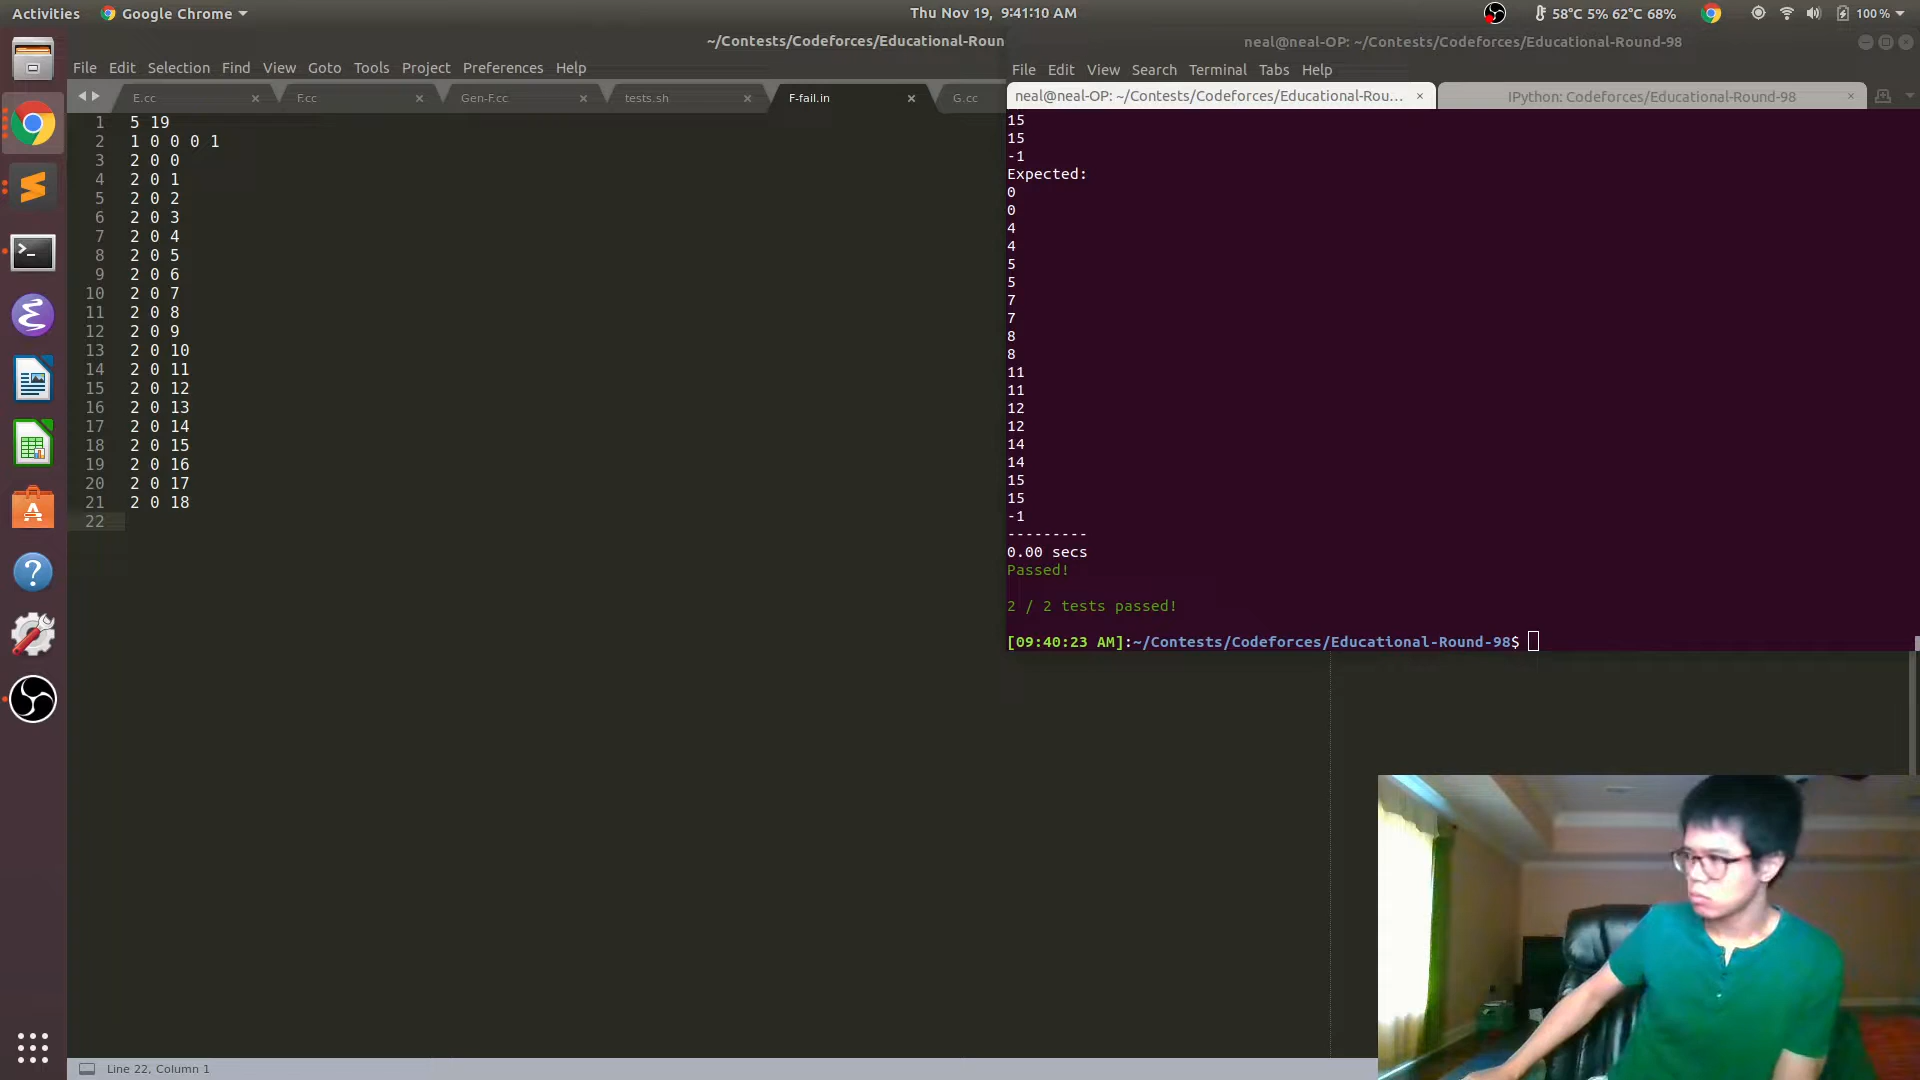 Activities
Google Chrome
Thu Nov 19, 9:41:10 AM
58°C 5% 62°C 68%
100 %
~/Contests/Codeforces/Educational-Roun
File Edit Selection Find View Goto Tools Project Preferences Help
E.cc
F.cc
Gen-F.cc
tests.sh
F-fail.in
G.cc
1 5 19
2 1 0 0 0 1
3 2 0 0
4 2 0 1
5 2 0 2
6 2 0 3
7 2 0 4
8 2 0 5
9 2 0 6
10 2 0 7
11 2 0 8
12 2 0 9
13 2 0 10
14 2 0 11
15 2 0 12
16 2 0 13
17 2 0 14
18 2 0 15
19 2 0 16
20 2 0 17
21 2 0 18
22
Line 22, Column 1
neal@neal-OP: ~/Contests/Codeforces/Educational-Round-98
File Edit View Search Terminal Tabs Help
neal@neal-OP: ~/Contests/Codeforces/Educational-Rou...
IPython: Codeforces/Educational-Round-98
15
15
-1
Expected:
0
0
4
4
5
5
7
7
8
8
11
11
12
12
14
14
15
15
-1
---------
0.00 secs
Passed!
2 / 2 tests passed!
[09:40:23 AM]:~/Contests/Codeforces/Educational-Round-98$